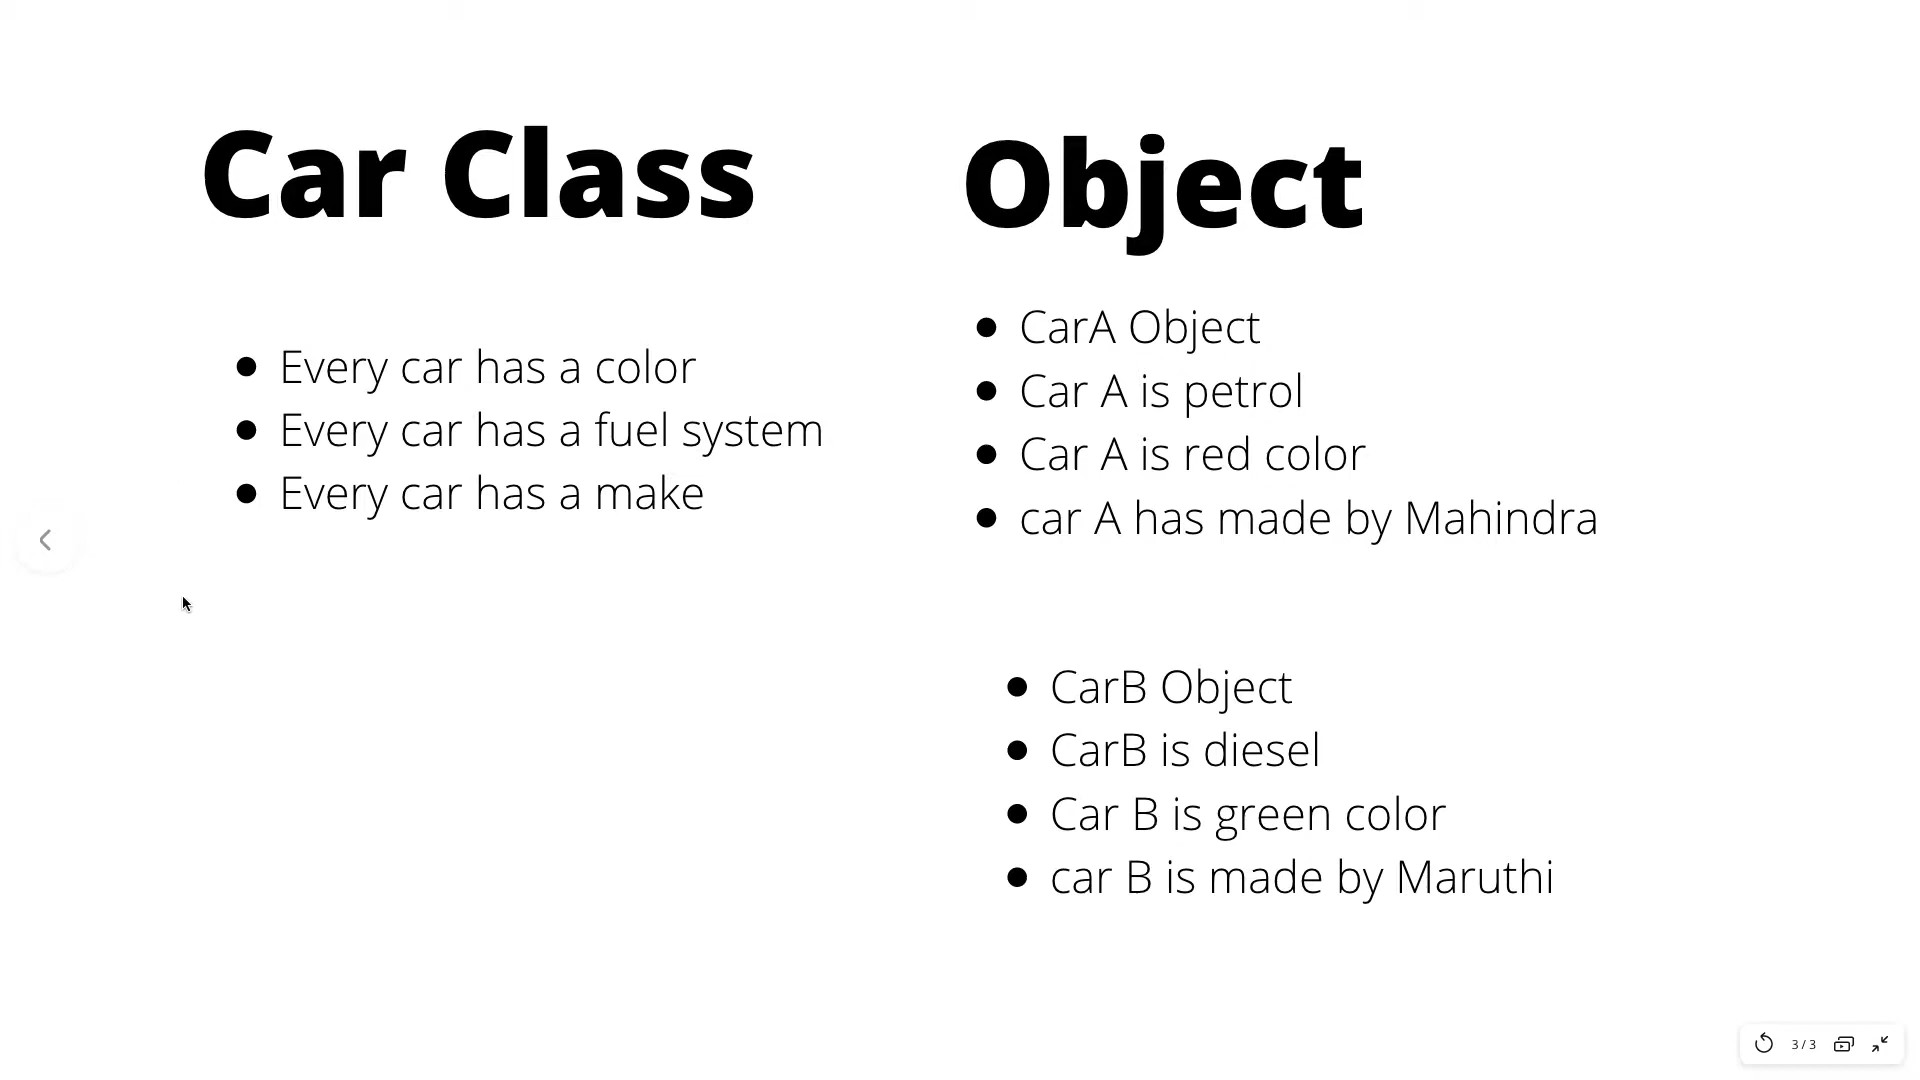 Car Class
Every car has a color
Every car has a fuel system
Every car has a make
Object
CarA Object
Car A is petrol
Car A is red color
car A has made by Mahindra
CarB Object
CarB is diesel
Car B is green color
car B is made by Maruthi
3 / 3